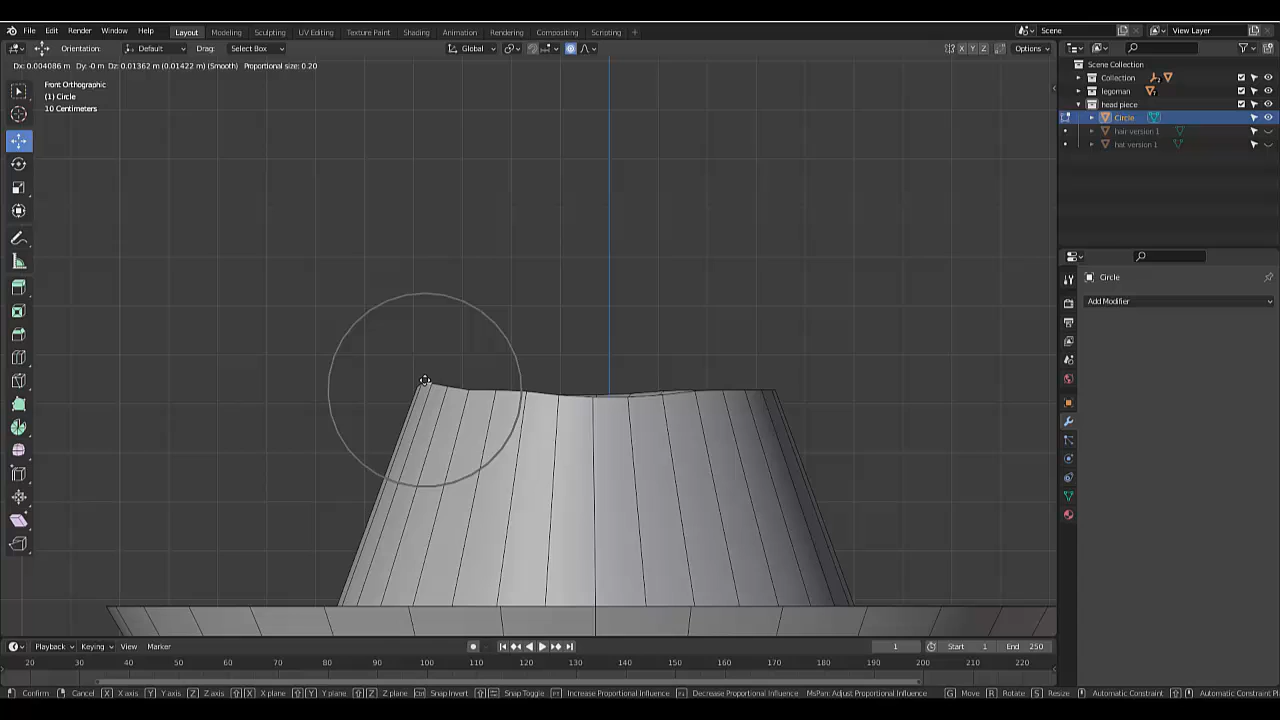 File Edit Render Window Help Layout Modeling Sculpting UV Editing Texture Paint Shading Animation Rendering Compositing Scripting + Scene View Layer
Orientation: Default Drag: Select Box Global X Y Z Options
Dx: 0.004086 m Dy: -0 m Dz: 0.01362 m (0.01422 m) (Smooth) Proportional size: 0.20
Front Orthographic
(1) Circle
10 Centimeters
Scene Collection
Collection
legoman
head piece
Circle
hair version 1
hat version 1
Circle
Add Modifier
Playback Keying View Marker 1 Start 1 End 250
20 30 40 50 60 70 80 90 100 110 120 130 140 150 160 170 180 190 200 210 220
Confirm Cancel X X axis Y Y axis Z Z axis X X plane Y Y plane Z Z plane Snap Invert Snap Toggle Increase Proportional Influence Decrease Proportional Influence MsPan: Adjust Proportional Influence G Move R Rotate S Resize Automatic Constraint Automatic Constraint Pl